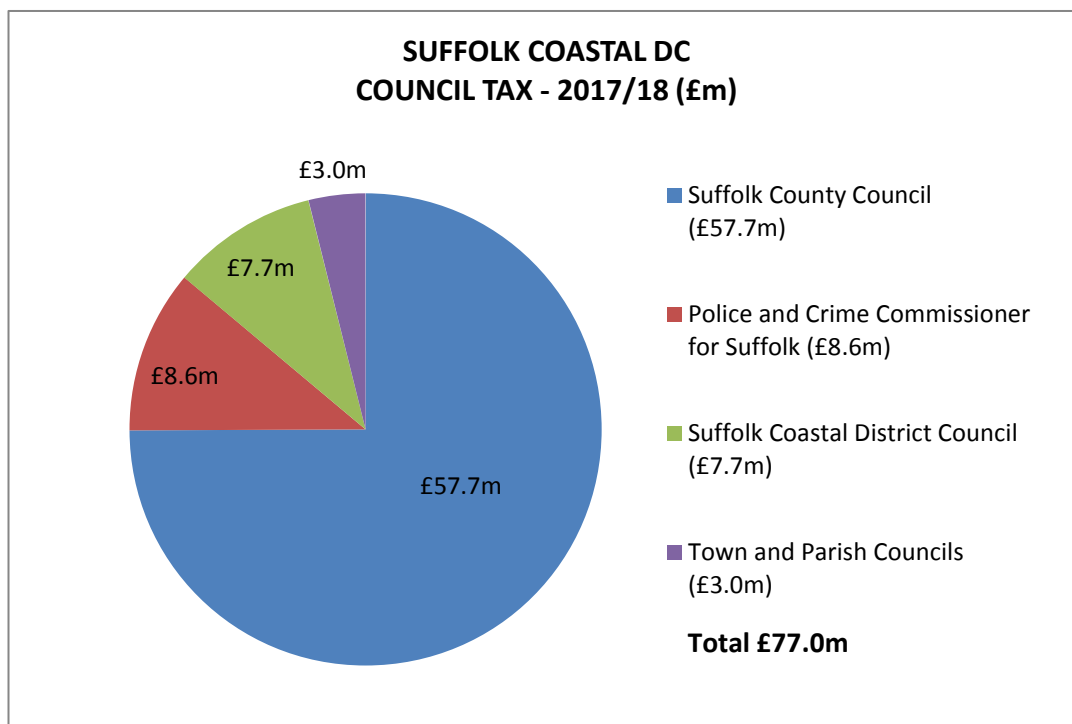 SUFFOLK COASTAL DC
COUNCIL TAX - 2017/18 (£m)
£3.0m
£7.7m
£8.6m
£57.7m
Suffolk County Council
(£57.7m)
Police and Crime Commissioner
for Suffolk (£8.6m)
Suffolk Coastal District Council
(£7.7m)
Town and Parish Councils
(£3.0m)
Total £77.0m